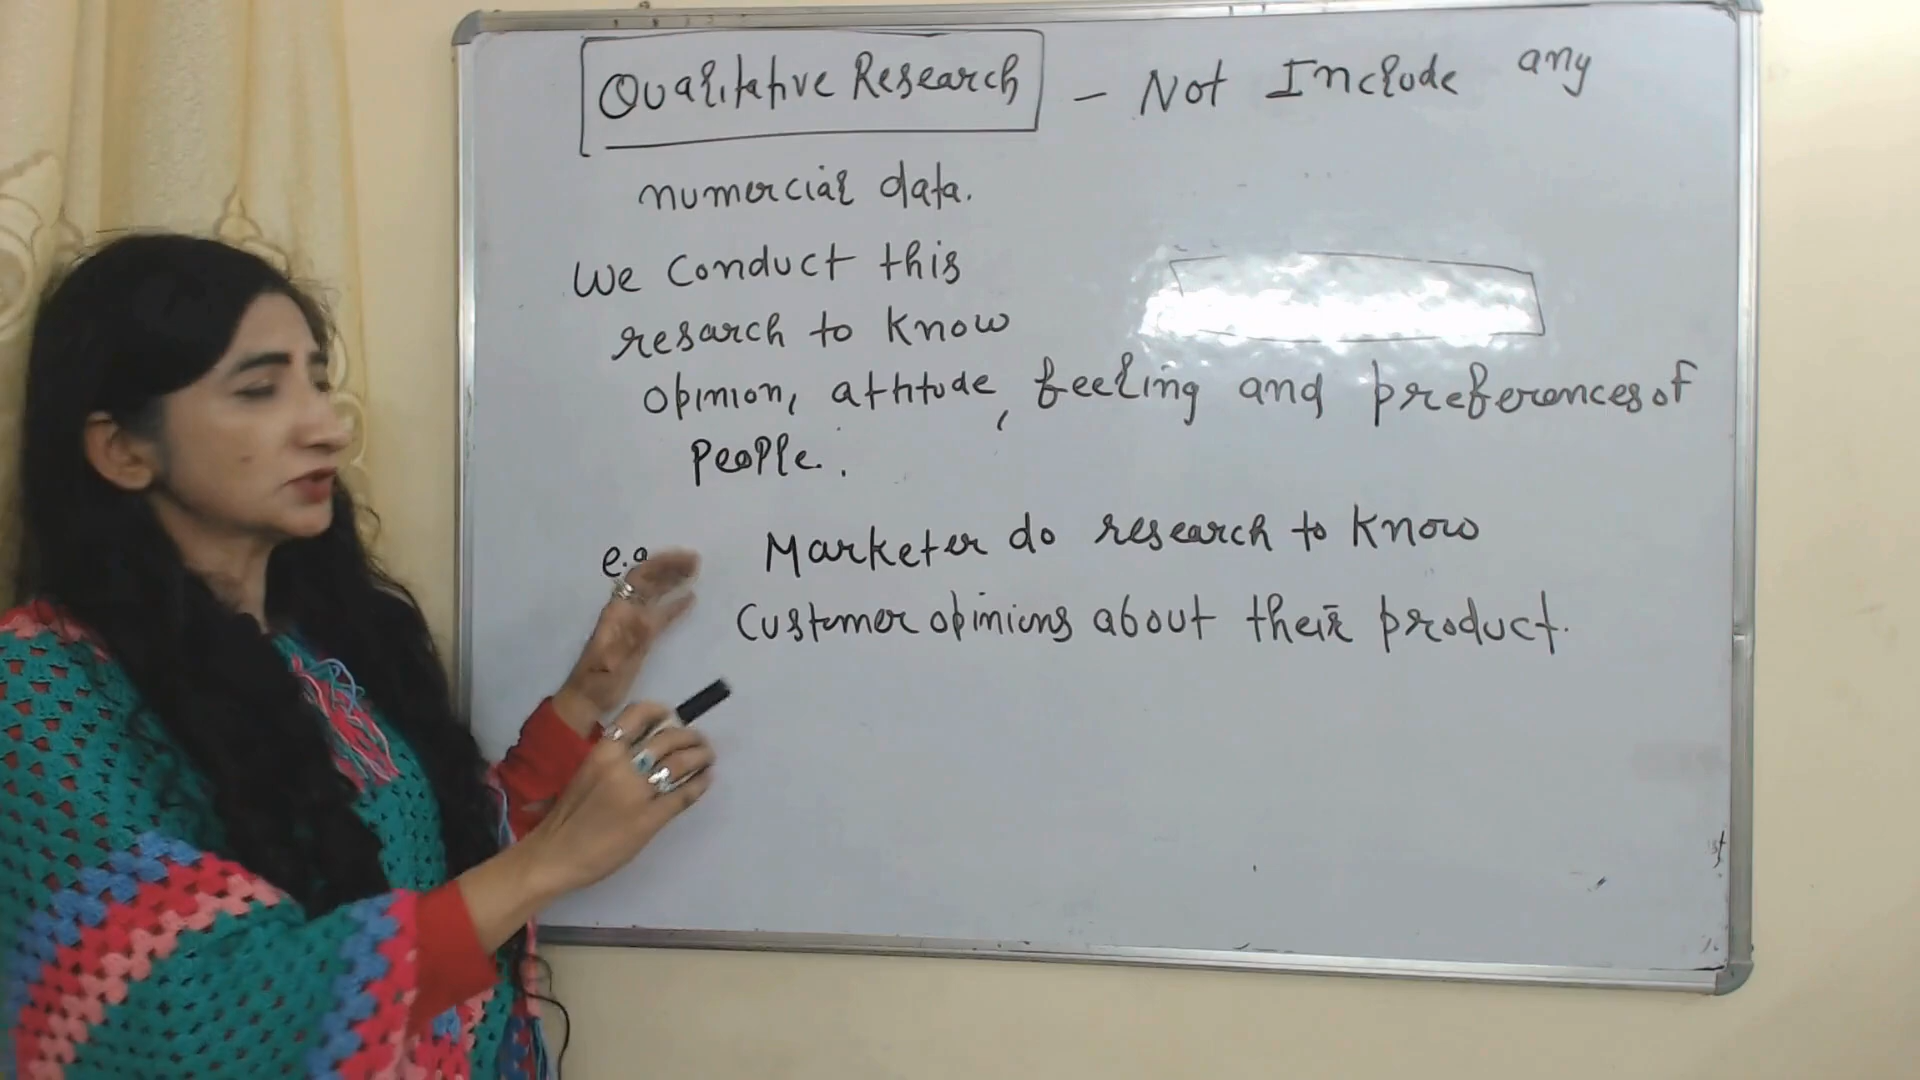 Qualitative Research - Not Include any
numercial data.
We conduct this
resarch to know
opinion, attitude, feeling and preferences of
people.
e.g
Marketer do research to know
Customer opinions about their product.